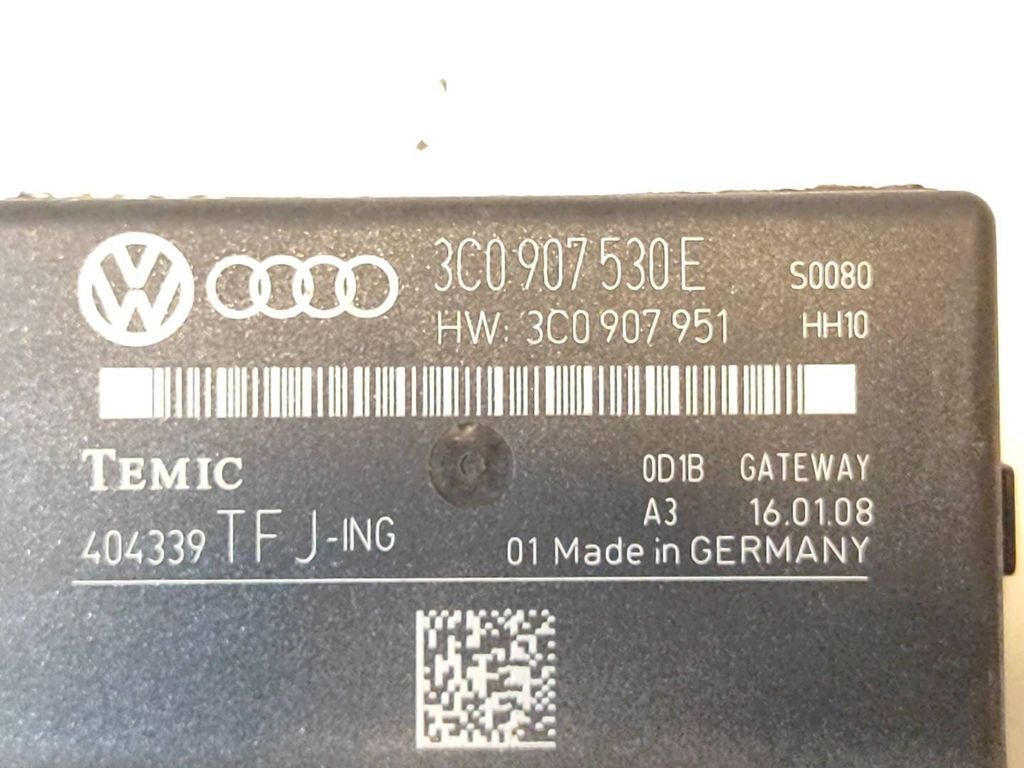 3C0 907 530 E S0080
HW: 3C0 907 951 HH10
TEMIC 0D1B GATEWAY
A3 16.01.08
404339 TFJ-ING 01 Made in GERMANY